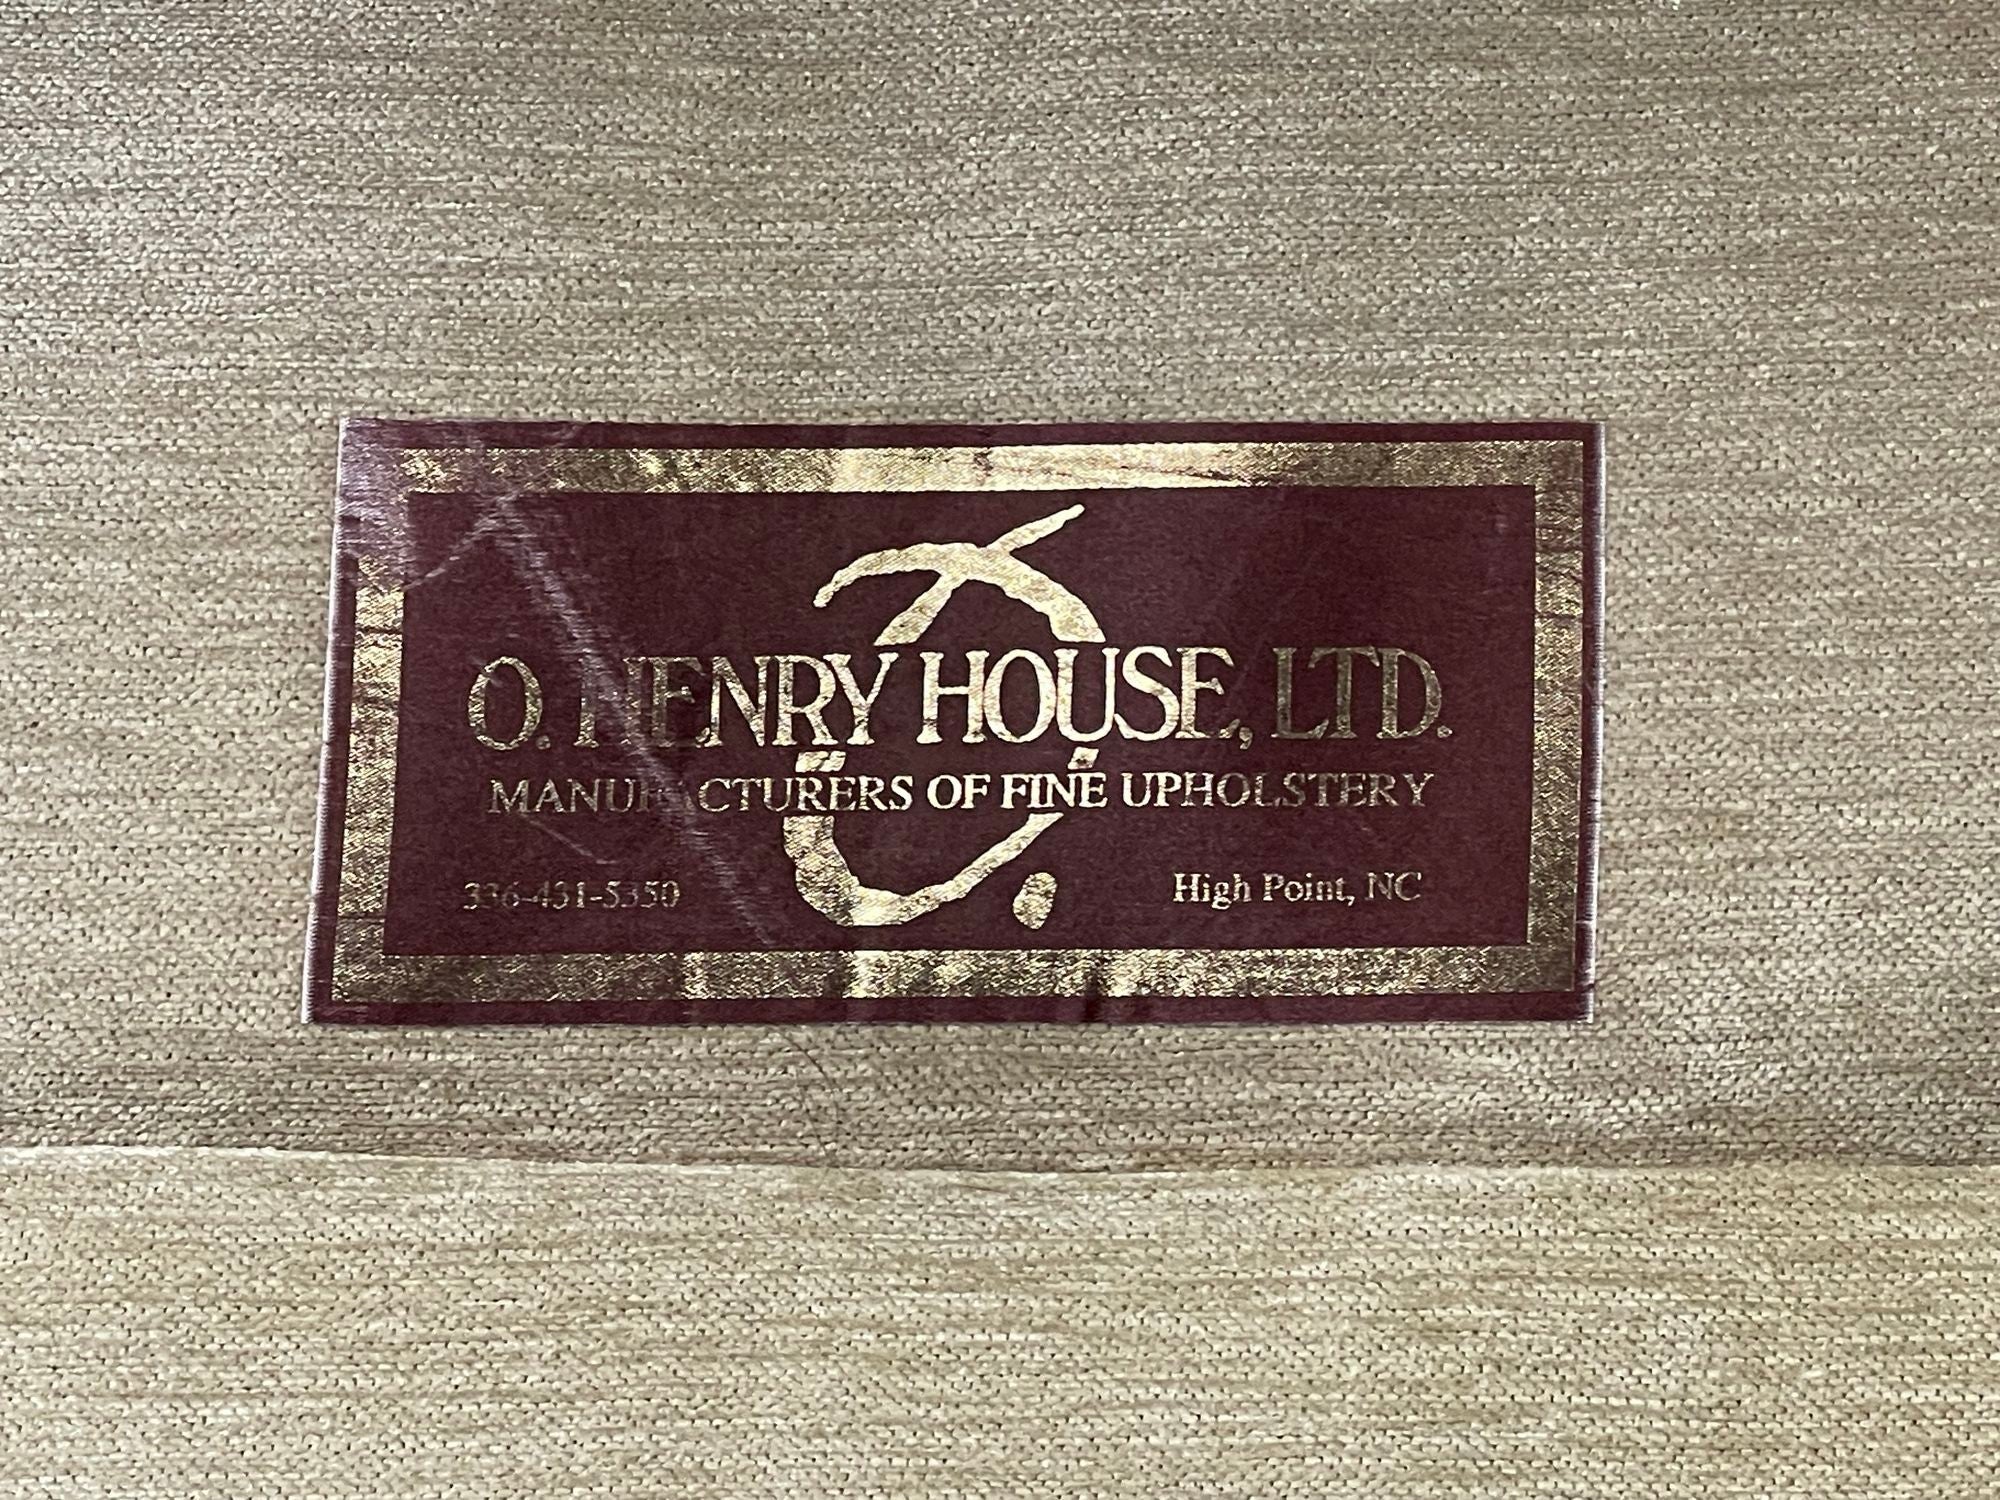 O. HENRY HOUSE, LTD.
MANUFACTURERS OF FINE UPHOLSTERY
336-431-5350
High Point, NC